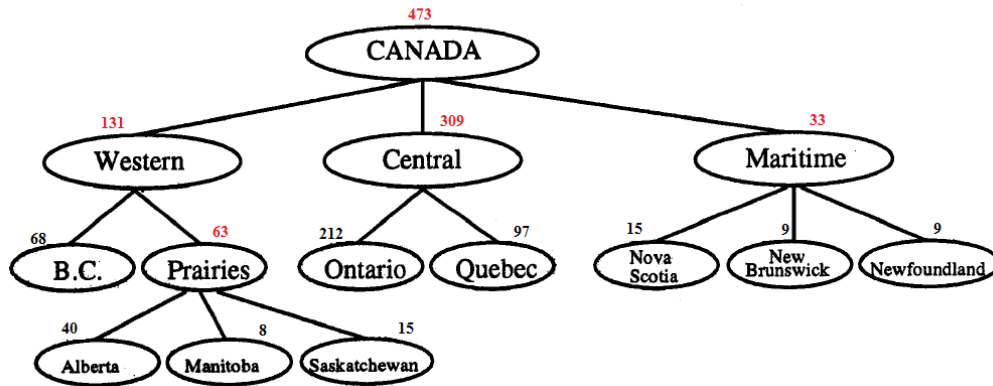 473
CANADA
131
309
33
Western
Central
Maritime
68
63
212
97
15
9
9
B.C.
Prairies
Ontario
Quebec
Nova
Scotia
New
Brunswick
Newfoundland
40
8
15
Alberta
Manitoba
Saskatchewan